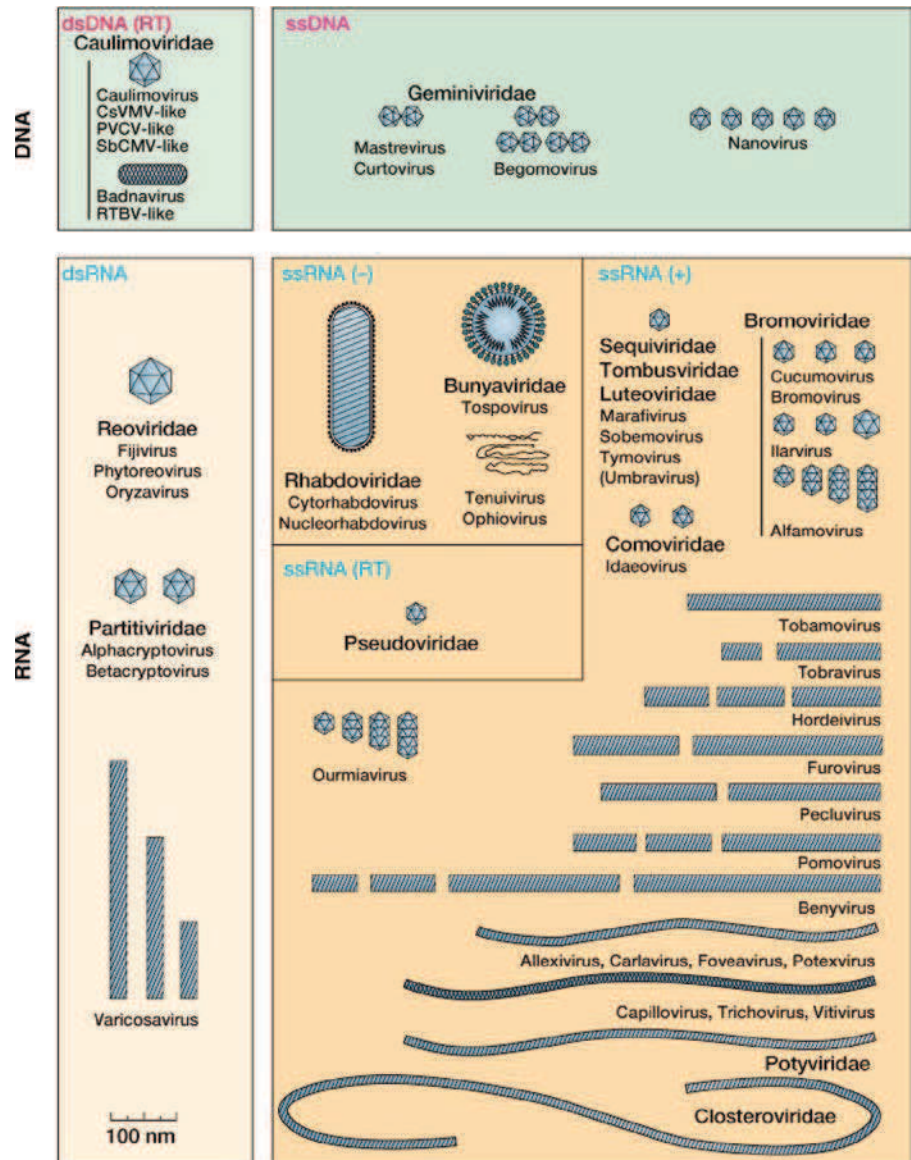 DNA
dsDNA (RT)
Caulimoviridae
Caulimovirus
CsVMV-like
PVCV-like
SbCMV-like
Badnavirus
RTBV-like
ssDNA
Geminiviridae
Mastrevirus
Curtovirus
Begomovirus
Nanovirus
RNA
dsRNA
Reoviridae
Fijivirus
Phytoreovirus
Oryzavirus
Partitiviridae
Alphacryptovirus
Betacryptovirus
Varicosavirus
100 nm
ssRNA (−)
Rhabdoviridae
Cytorhabdovirus
Nucleorhabdovirus
Bunyaviridae
Tospovirus
Tenuivirus
Ophiovirus
ssRNA (RT)
Pseudoviridae
ssRNA (+)
Sequiviridae
Tombusviridae
Luteoviridae
Marafivirus
Sobemovirus
Tymovirus
(Umbravirus)
Comoviridae
Idaeovirus
Bromoviridae
Cucumovirus
Bromovirus
Ilarvirus
Alfamovirus
Tobamovirus
Tobravirus
Hordeivirus
Ourmiavirus
Furovirus
Pecluvirus
Pomovirus
Benyvirus
Allexivirus, Carlavirus, Foveavirus, Potexvirus
Capillovirus, Trichovirus, Vitivirus
Potyviridae
Closteroviridae